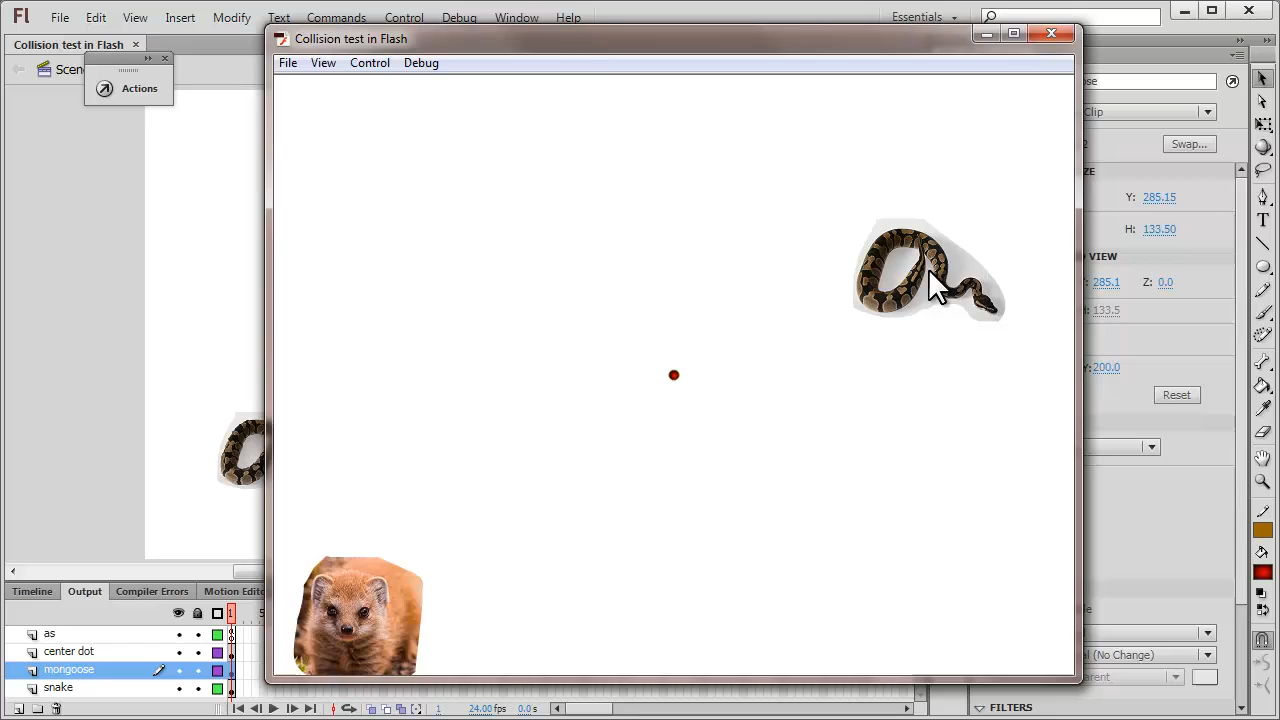 Fl File Edit View Insert Modify Text Commands Control Debug Window Help Essentials
Collision test in Flash
Collision test in Flash
File View Control Debug
Actions
Clip
Swap...
Y: 285.15
H: 133.50
VIEW
285.1 Z: 0.0
133.5
200.0
Reset
Timeline Output Compiler Errors
as
center dot
mongoose
snake
(No Change)
1 24.00 fps 0.0 s
FILTERS